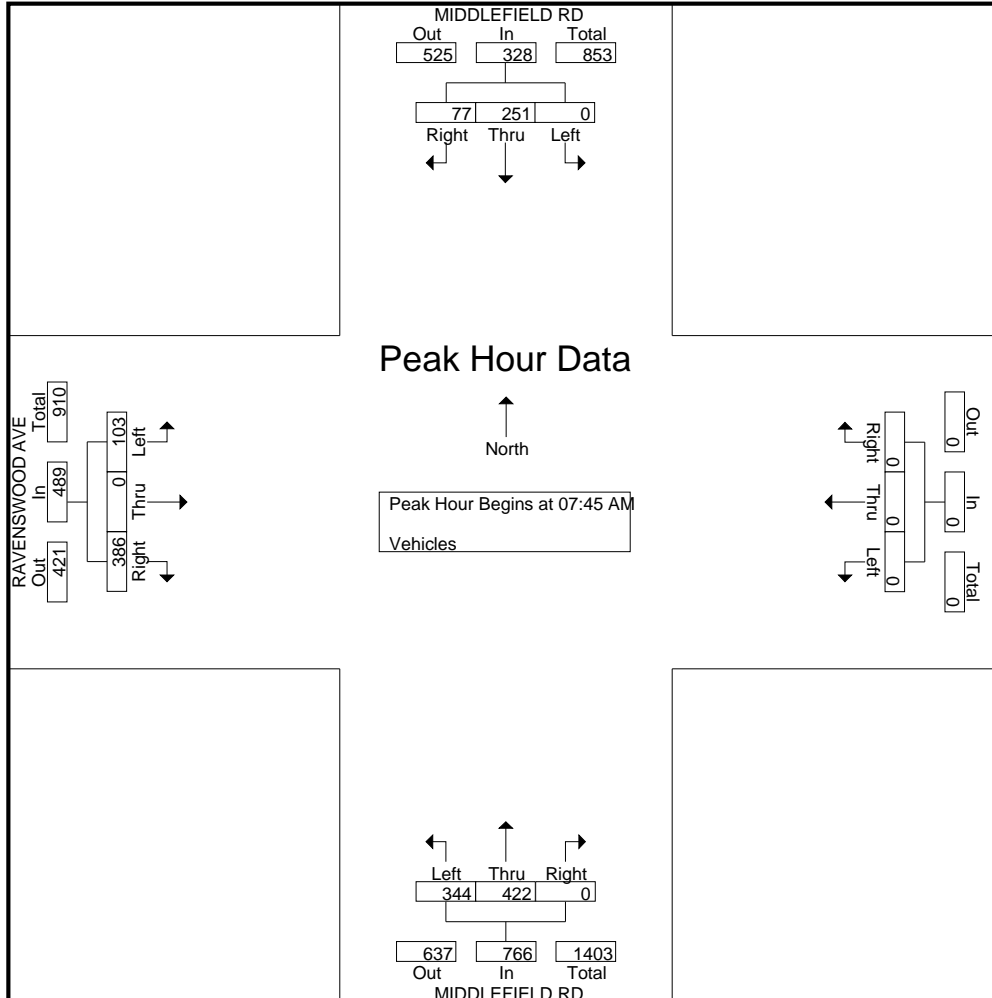 MIDDLEFIELD RD
Out In Total
525 328 853
77 251 0
Right Thru Left
Peak Hour Data
North
Peak Hour Begins at 07:45 AM
Vehicles
RAVENSWOOD AVE
Total In Out
910 489 421
103 0 386
Left Thru Right
Right Thru Left
0 0 0
Out In Total
0 0 0
Left Thru Right
344 422 0
637 766 1403
Out In Total
MIDDLEFIELD RD